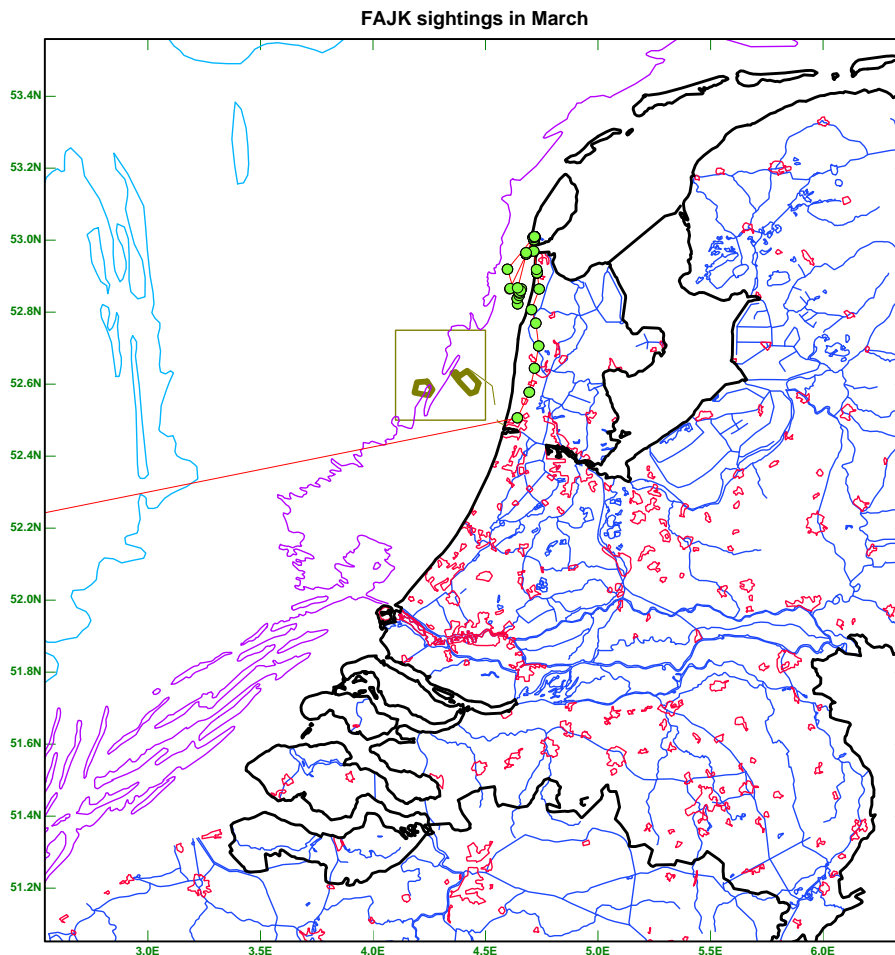 FAJK sightings in March
53.4N
53.2N
53.0N
52.8N
52.6N
52.4N
52.2N
52.0N
51.8N
51.6N
51.4N
51.2N
3.0E 3.5E 4.0E 4.5E 5.0E 5.5E 6.0E